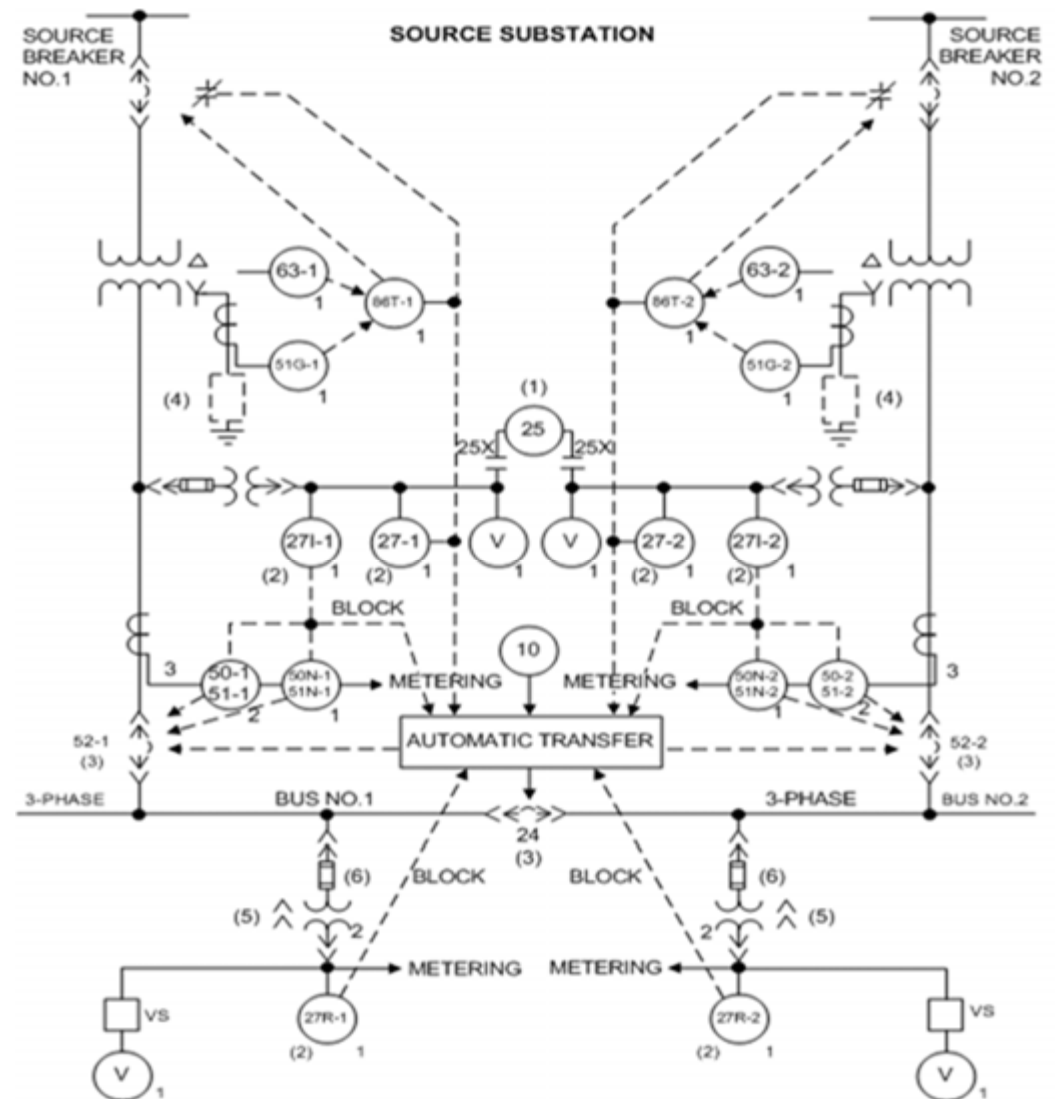 SOURCE BREAKER NO.1
SOURCE SUBSTATION
SOURCE BREAKER NO.2
63-1
1
86T-1
1
51G-1
1
(4)
63-2
1
86T-2
1
51G-2
1
(4)
(1)
25
25X
25X
27I-1
(2)
1
27-1
(2)
1
V
1
V
1
27-2
(2)
1
27I-2
(2)
1
BLOCK
BLOCK
3
50-1
51-1
2
50N-1
51N-1
1
METERING
10
METERING
50N-2
51N-2
1
50-2
51-2
2
3
52-1
(3)
AUTOMATIC TRANSFER
52-2
(3)
3-PHASE
BUS NO.1
3-PHASE
BUS NO.2
24
(3)
BLOCK
BLOCK
(6)
(5)
2
(6)
(5)
2
METERING
METERING
VS
27R-1
(2)
1
27R-2
(2)
1
VS
V
1
V
1